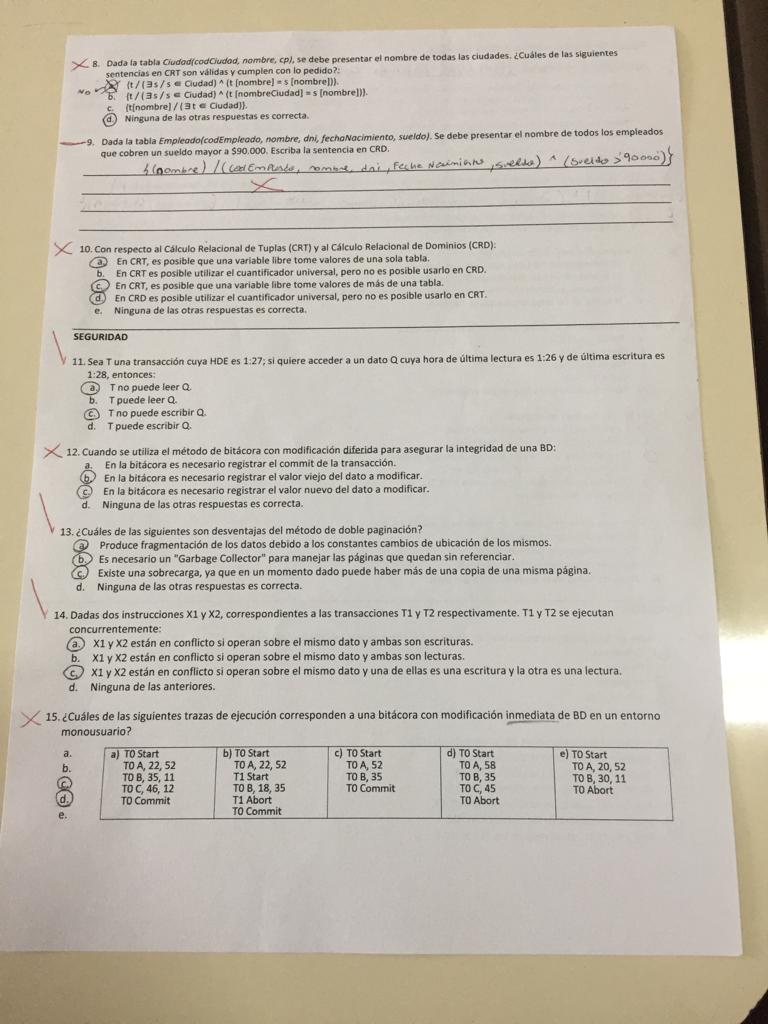 8. Dada la tabla Ciudad(codCiudad, nombre, cp), se debe presentar el nombre de todas las ciudades. ¿Cuáles de las siguientes
sentencias en CRT son válidas y cumplen con lo pedido?:
NO a. {t / (∃s / s ∈ Ciudad) ^ (t [nombre] = s [nombre])}.
b. {t / (∃s / s ∈ Ciudad) ^ (t [nombreCiudad] = s [nombre])}.
c. {t[nombre] / (∃t ∈ Ciudad)}.
d. Ninguna de las otras respuestas es correcta.
9. Dada la tabla Empleado(codEmpleado, nombre, dni, fechaNacimiento, sueldo). Se debe presentar el nombre de todos los empleados
que cobren un sueldo mayor a $90.000. Escriba la sentencia en CRD.
{(nombre) / (codEmpleado, nombre, dni, Fecha Nacimiento, sueldo) ^ (sueldo > 90000)}
10. Con respecto al Cálculo Relacional de Tuplas (CRT) y al Cálculo Relacional de Dominios (CRD):
a. En CRT, es posible que una variable libre tome valores de una sola tabla.
b. En CRT es posible utilizar el cuantificador universal, pero no es posible usarlo en CRD.
c. En CRT, es posible que una variable libre tome valores de más de una tabla.
d. En CRD es posible utilizar el cuantificador universal, pero no es posible usarlo en CRT.
e. Ninguna de las otras respuestas es correcta.
SEGURIDAD
11. Sea T una transacción cuya HDE es 1:27; si quiere acceder a un dato Q cuya hora de última lectura es 1:26 y de última escritura es
1:28, entonces:
a. T no puede leer Q.
b. T puede leer Q.
c. T no puede escribir Q.
d. T puede escribir Q.
12. Cuando se utiliza el método de bitácora con modificación diferida para asegurar la integridad de una BD:
a. En la bitácora es necesario registrar el commit de la transacción.
b. En la bitácora es necesario registrar el valor viejo del dato a modificar.
c. En la bitácora es necesario registrar el valor nuevo del dato a modificar.
d. Ninguna de las otras respuestas es correcta.
13. ¿Cuáles de las siguientes son desventajas del método de doble paginación?
a. Produce fragmentación de los datos debido a los constantes cambios de ubicación de los mismos.
b. Es necesario un "Garbage Collector" para manejar las páginas que quedan sin referenciar.
c. Existe una sobrecarga, ya que en un momento dado puede haber más de una copia de una misma página.
d. Ninguna de las otras respuestas es correcta.
14. Dadas dos instrucciones X1 y X2, correspondientes a las transacciones T1 y T2 respectivamente. T1 y T2 se ejecutan
concurrentemente:
a. X1 y X2 están en conflicto si operan sobre el mismo dato y ambas son escrituras.
b. X1 y X2 están en conflicto si operan sobre el mismo dato y ambas son lecturas.
c. X1 y X2 están en conflicto si operan sobre el mismo dato y una de ellas es una escritura y la otra es una lectura.
d. Ninguna de las anteriores.
15. ¿Cuáles de las siguientes trazas de ejecución corresponden a una bitácora con modificación inmediata de BD en un entorno
monousuario?
a.
b.
c.
d.
e.
a) T0 Start
T0 A, 22, 52
T0 B, 35, 11
T0 C, 46, 12
T0 Commit
b) T0 Start
T0 A, 22, 52
T1 Start
T0 B, 18, 35
T1 Abort
T0 Commit
c) T0 Start
T0 A, 52
T0 B, 35
T0 Commit
d) T0 Start
T0 A, 58
T0 B, 35
T0 C, 45
T0 Abort
e) T0 Start
T0 A, 20, 52
T0 B, 30, 11
T0 Abort